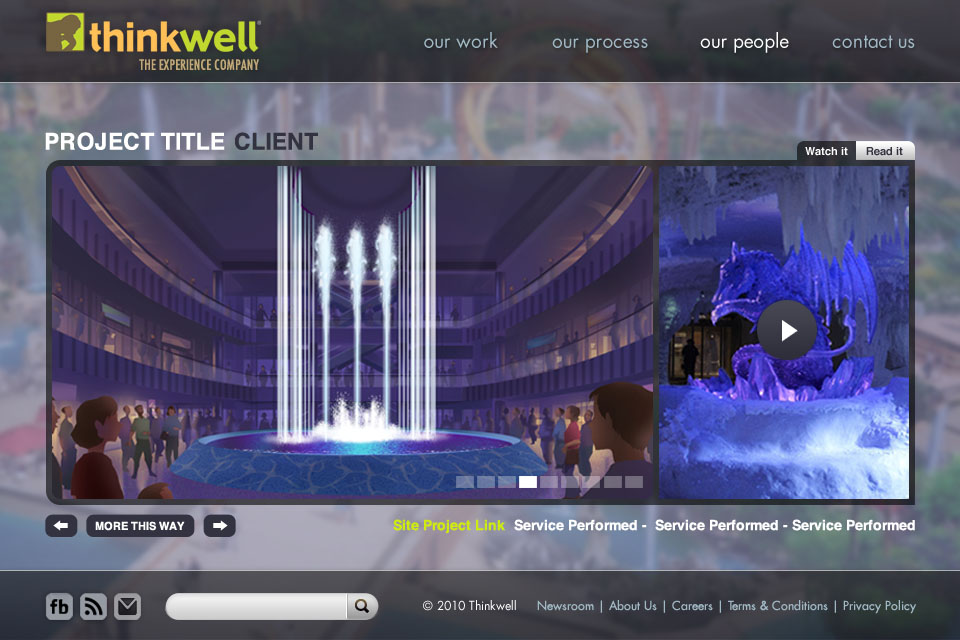 thinkwell®
THE EXPERIENCE COMPANY
our work our process our people contact us
PROJECT TITLE CLIENT
Watch it Read it
MORE THIS WAY
Site Project Link Service Performed - Service Performed - Service Performed
fb
© 2010 Thinkwell Newsroom | About Us | Careers | Terms & Conditions | Privacy Policy